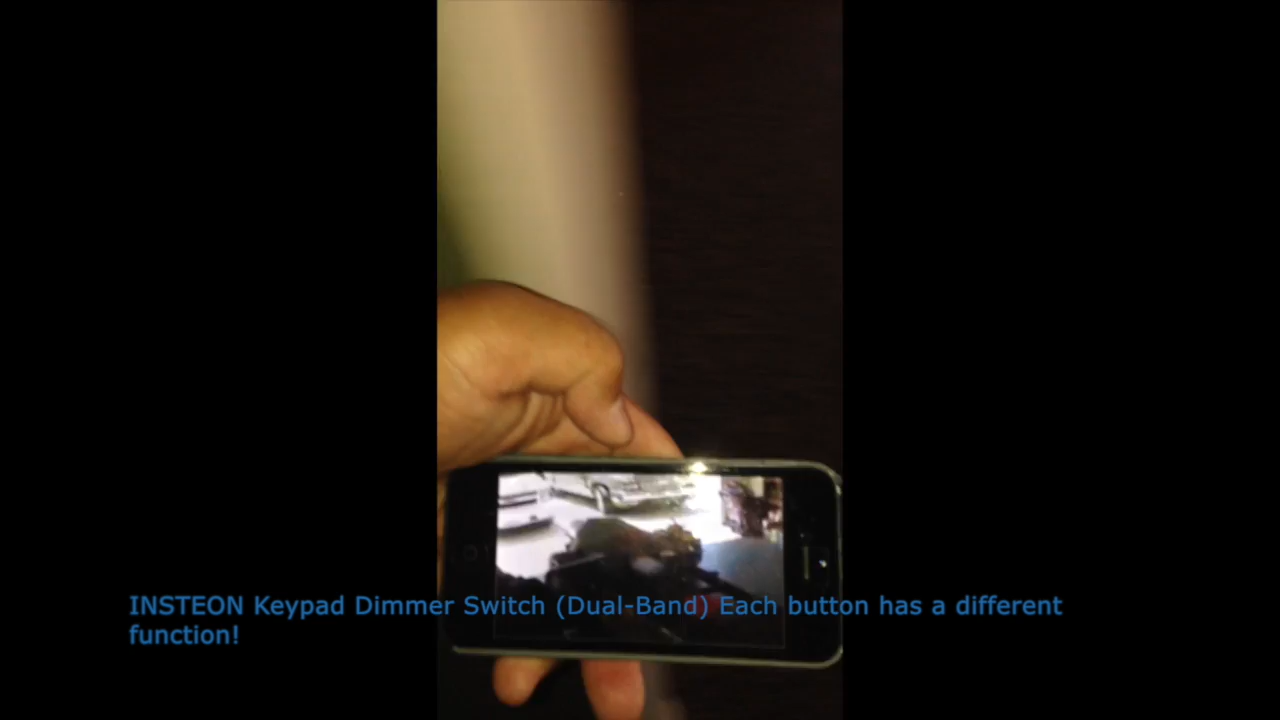 INSTEON Keypad Dimmer Switch (Dual-Band) Each button has a different
function!